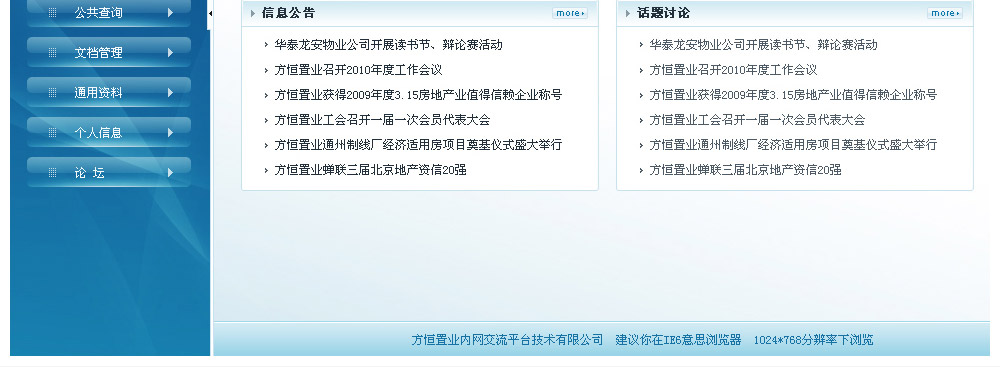 公共查询
文档管理
通用资料
个人信息
论 坛
信息公告
more
华泰龙安物业公司开展读书节、辩论赛活动
方恒置业召开2010年度工作会议
方恒置业获得2009年度3.15房地产业值得信赖企业称号
方恒置业工会召开一届一次会员代表大会
方恒置业通州制线厂经济适用房项目奠基仪式盛大举行
方恒置业蝉联三届北京地产资信20强
话题讨论
more
华泰龙安物业公司开展读书节、辩论赛活动
方恒置业召开2010年度工作会议
方恒置业获得2009年度3.15房地产业值得信赖企业称号
方恒置业工会召开一届一次会员代表大会
方恒置业通州制线厂经济适用房项目奠基仪式盛大举行
方恒置业蝉联三届北京地产资信20强
方恒置业内网交流平台技术有限公司 建议你在IE6意思浏览器 1024*768分辨率下浏览